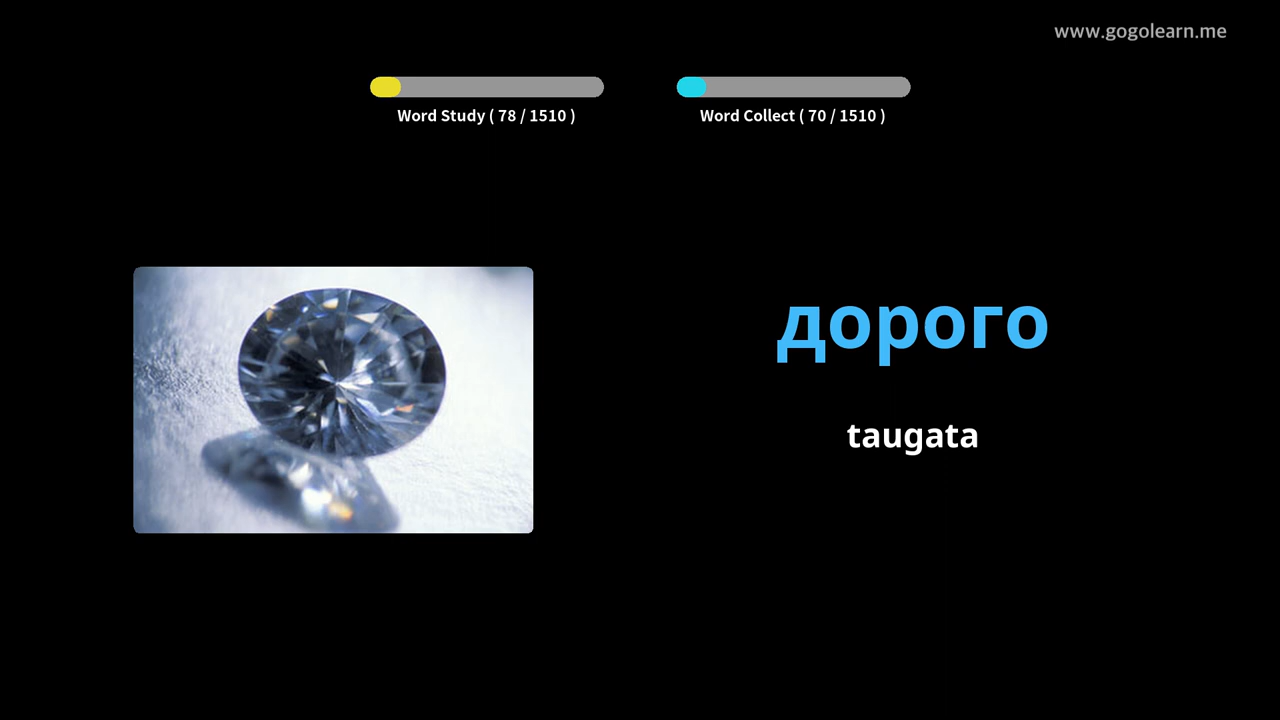 www.gogolearn.me
Word Study ( 78 / 1510 )
Word Collect ( 70 / 1510 )
дорого
taugata